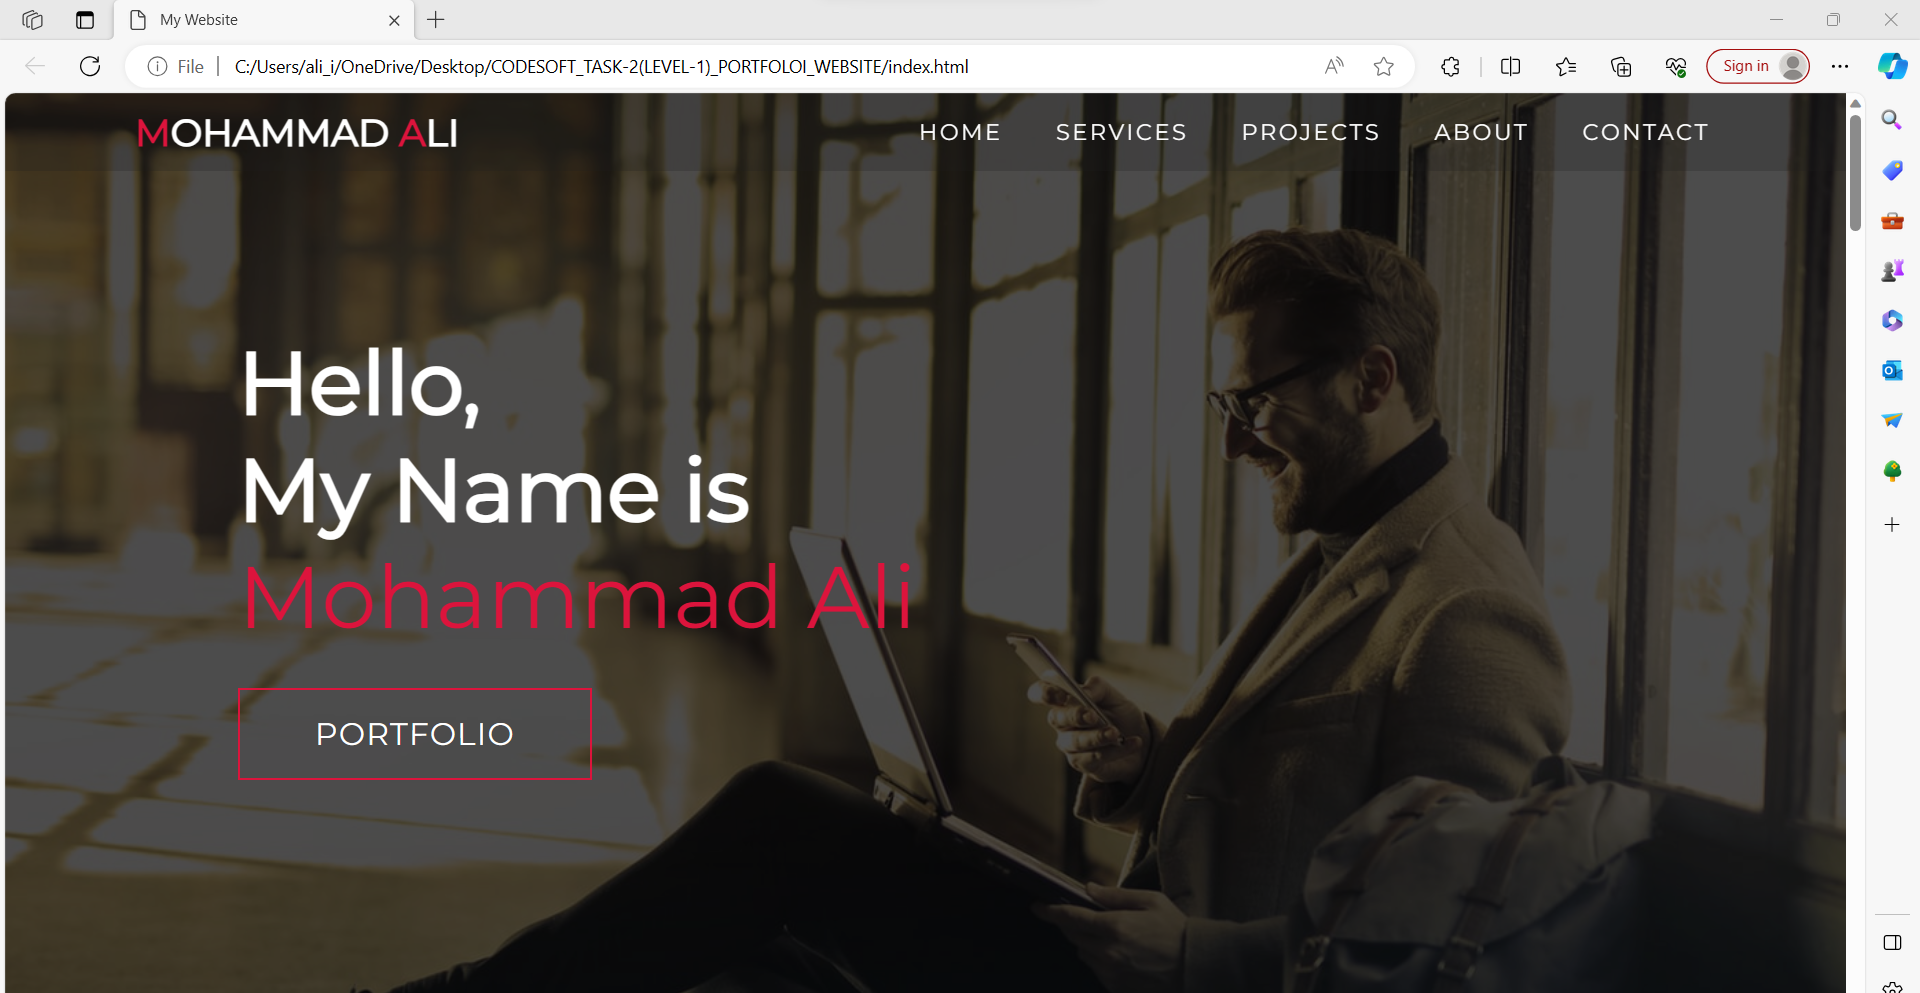 My Website
File
C:/Users/ali_i/OneDrive/Desktop/CODESOFT_TASK-2(LEVEL-1)_PORTFOLOI_WEBSITE/index.html
Sign in
MOHAMMAD ALI
HOME SERVICES PROJECTS ABOUT CONTACT
Hello,
My Name is
Mohammad Ali
PORTFOLIO